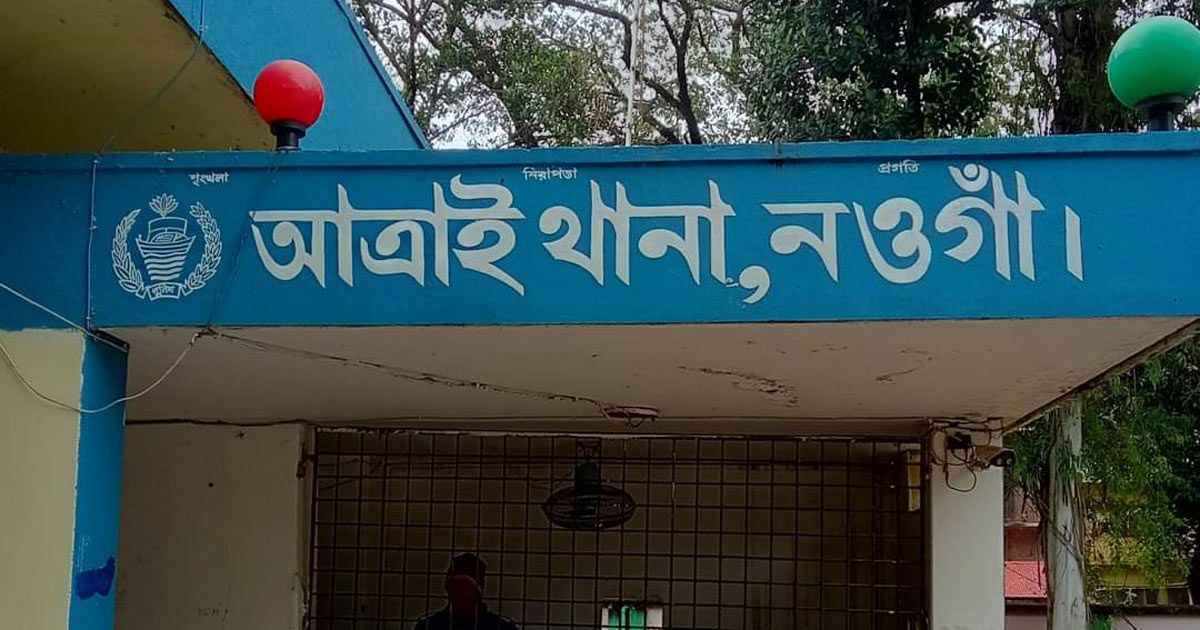 শৃংখলা নিরাপত্তা প্রগতি
আত্রাই থানা, নওগাঁ।
পুলিশ